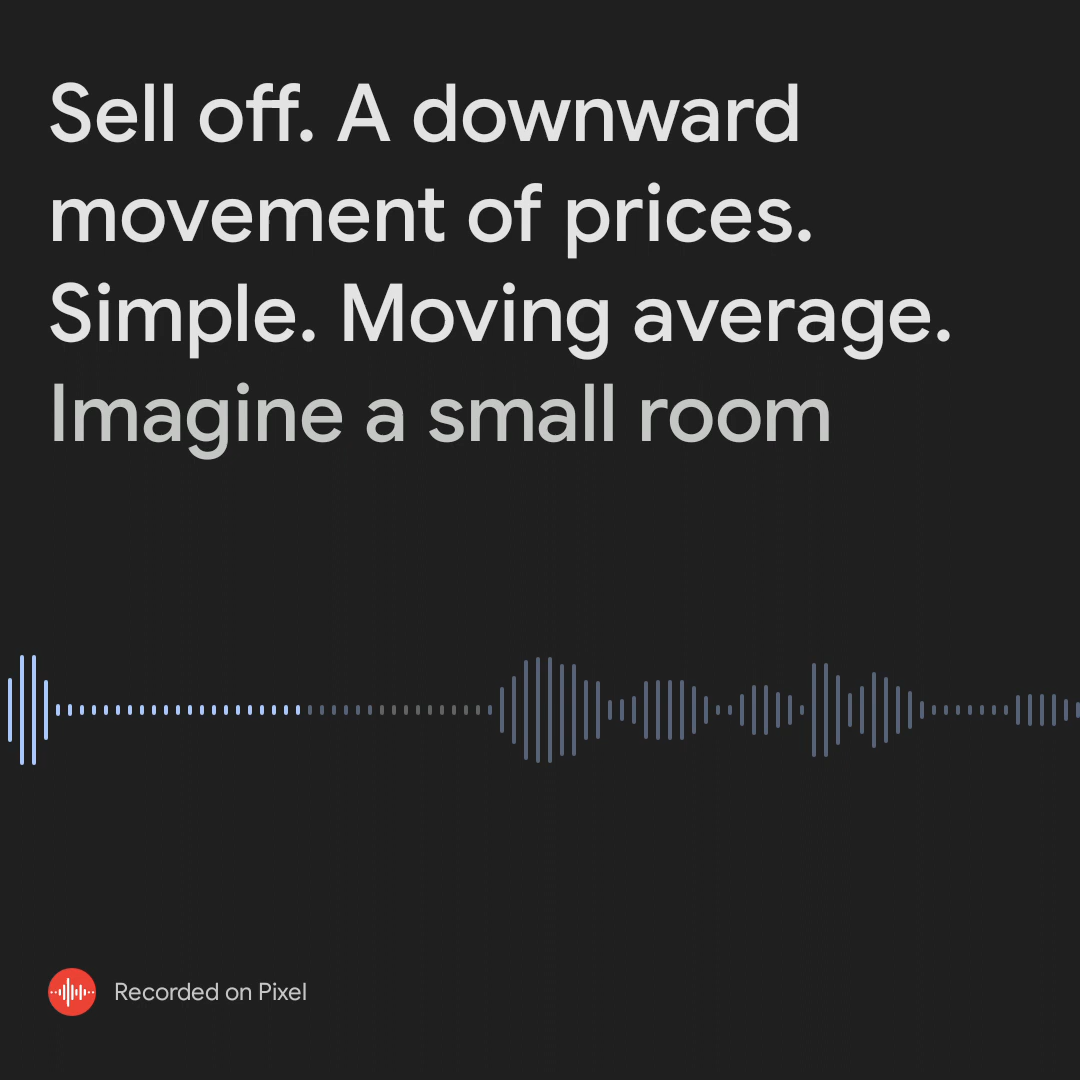 Sell off. A downward
movement of prices.
Simple. Moving average.
Imagine a small room
Recorded on Pixel